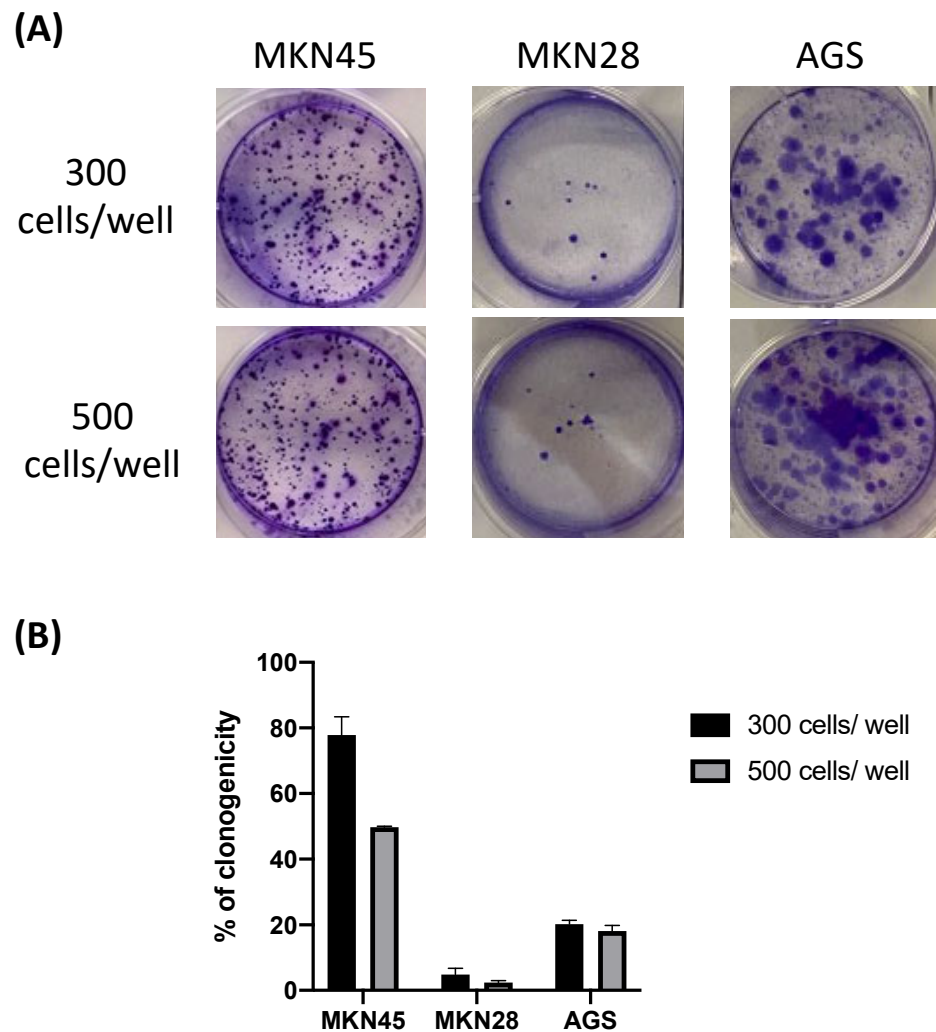 (A)
MKN45 MKN28 AGS
300
cells/well
500
cells/well
(B)
100
80
60
40
20
0
% of clonogenicity
MKN45 MKN28 AGS
300 cells/ well
500 cells/ well